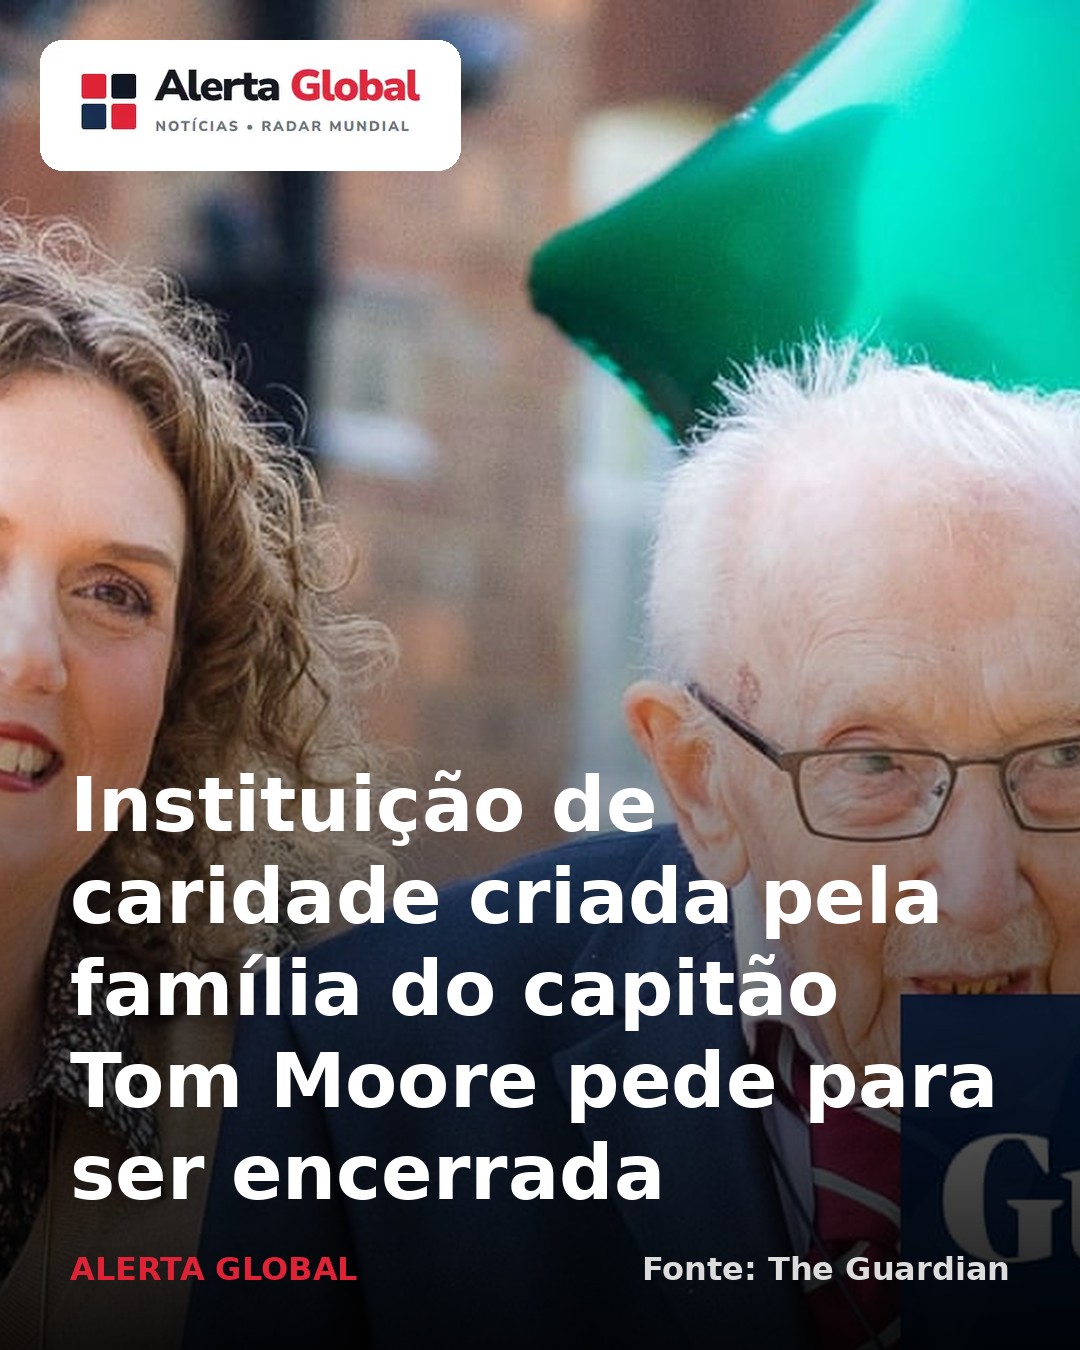 Alerta Global
NOTÍCIAS • RADAR MUNDIAL
Instituição de
caridade criada pela
família do capitão
Tom Moore pede para
ser encerrada
ALERTA GLOBAL
Fonte: The Guardian